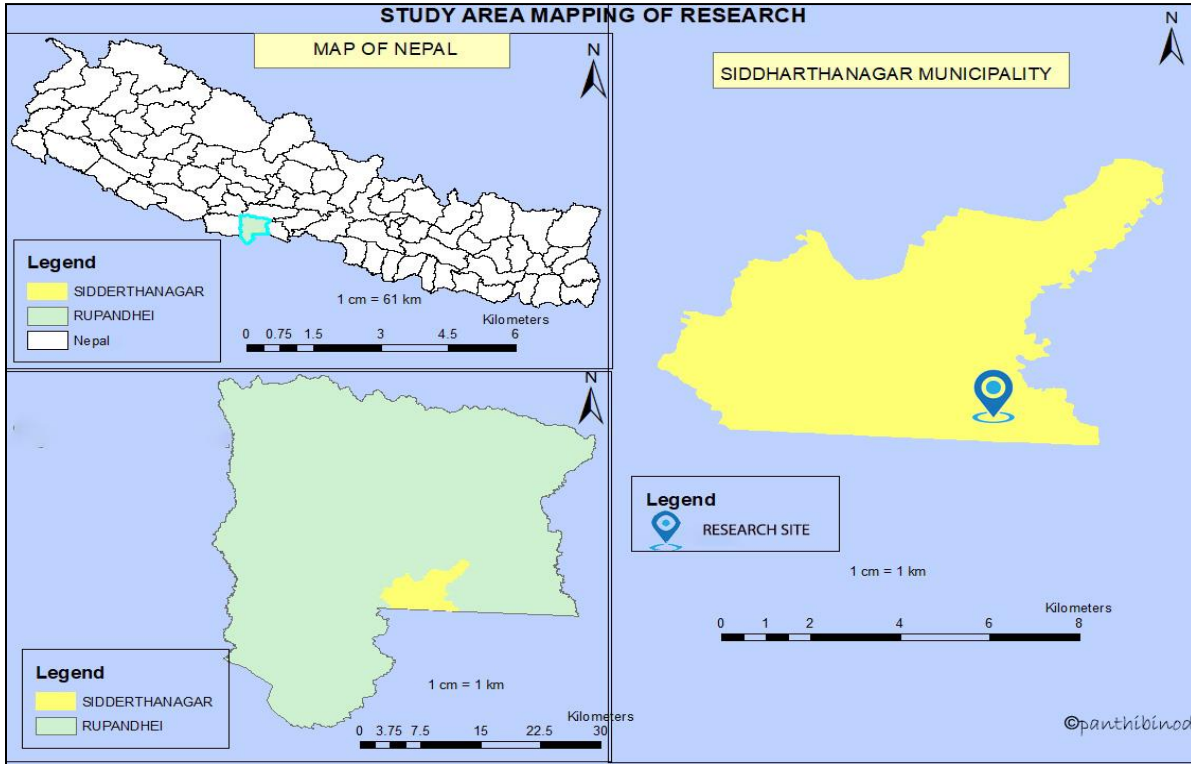 STUDY AREA MAPPING OF RESEARCH
MAP OF NEPAL
N
Legend
SIDDERTHANAGAR
RUPANDHEI
Nepal
1 cm = 61 km
Kilometers
0 0.75 1.5 3 4.5 6
N
Legend
SIDDERTHANAGAR
RUPANDHEI
1 cm = 1 km
Kilometers
0 3.75 7.5 15 22.5 30
N
SIDDHARTHANAGAR MUNICIPALITY
Legend
RESEARCH SITE
1 cm = 1 km
Kilometers
0 1 2 4 6 8
©panthibinod